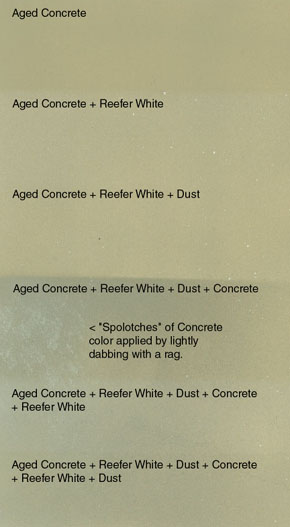 Aged Concrete
Aged Concrete + Reefer White
Aged Concrete + Reefer White + Dust
Aged Concrete + Reefer White + Dust + Concrete
< "Spolotches" of Concrete
color applied by lightly
dabbing with a rag.
Aged Concrete + Reefer White + Dust + Concrete
+ Reefer White
Aged Concrete + Reefer White + Dust + Concrete
+ Reefer White + Dust